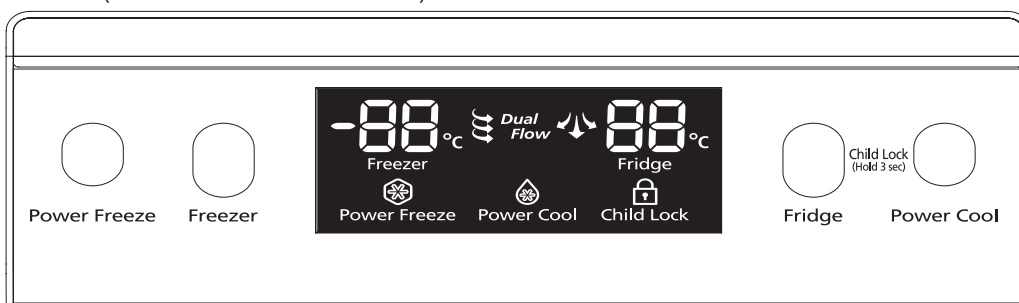 -88°C Dual Flow 88°C
Freezer Fridge
Child Lock
(Hold 3 sec)
Power Freeze Power Cool Child Lock
Power Freeze Freezer Fridge Power Cool